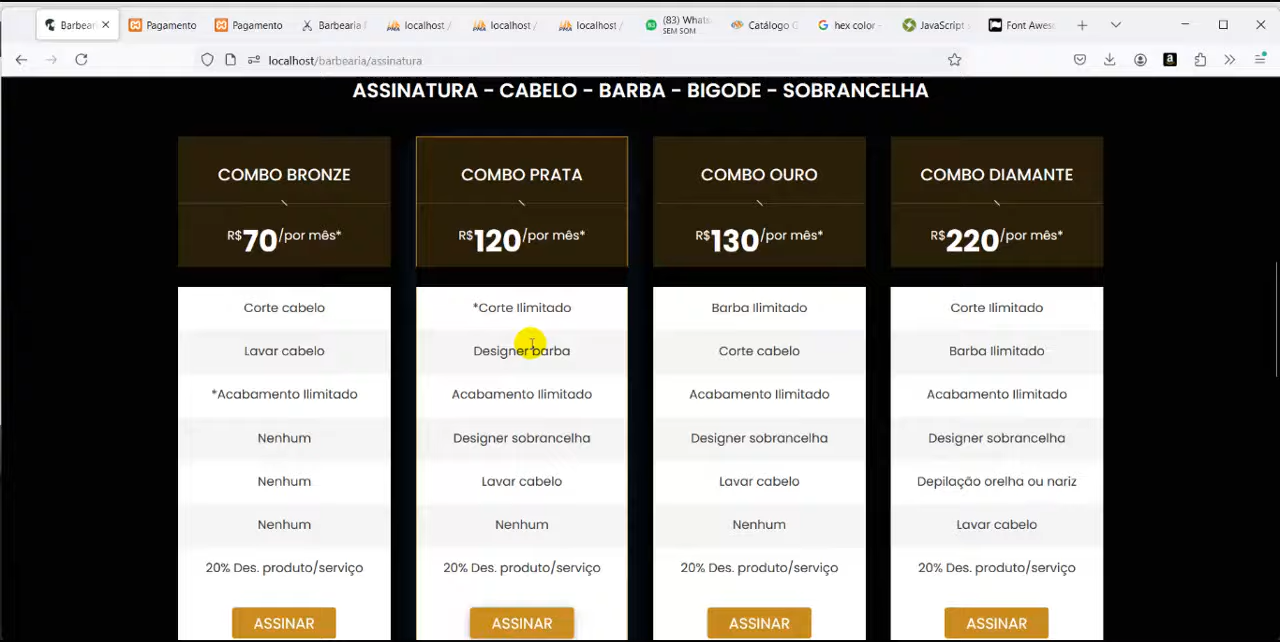 Barbear
Pagamento
Pagamento
Barbearia
localhost /
localhost /
localhost /
(83) Whats
SEM SOM
Catálogo
hex color -
JavaScript
Font Awes
localhost/barbearia/assinatura
ASSINATURA - CABELO - BARBA - BIGODE - SOBRANCELHA
COMBO BRONZE
R$70/por mês*
Corte cabelo
Lavar cabelo
*Acabamento Ilimitado
Nenhum
Nenhum
Nenhum
20% Des. produto/serviço
ASSINAR
COMBO PRATA
R$120/por mês*
*Corte Ilimitado
Designer barba
Acabamento Ilimitado
Designer sobrancelha
Lavar cabelo
Nenhum
20% Des. produto/serviço
ASSINAR
COMBO OURO
R$130/por mês*
Barba Ilimitado
Corte cabelo
Acabamento Ilimitado
Designer sobrancelha
Lavar cabelo
Nenhum
20% Des. produto/serviço
ASSINAR
COMBO DIAMANTE
R$220/por mês*
Corte Ilimitado
Barba Ilimitado
Acabamento Ilimitado
Designer sobrancelha
Depilação orelha ou nariz
Lavar cabelo
20% Des. produto/serviço
ASSINAR